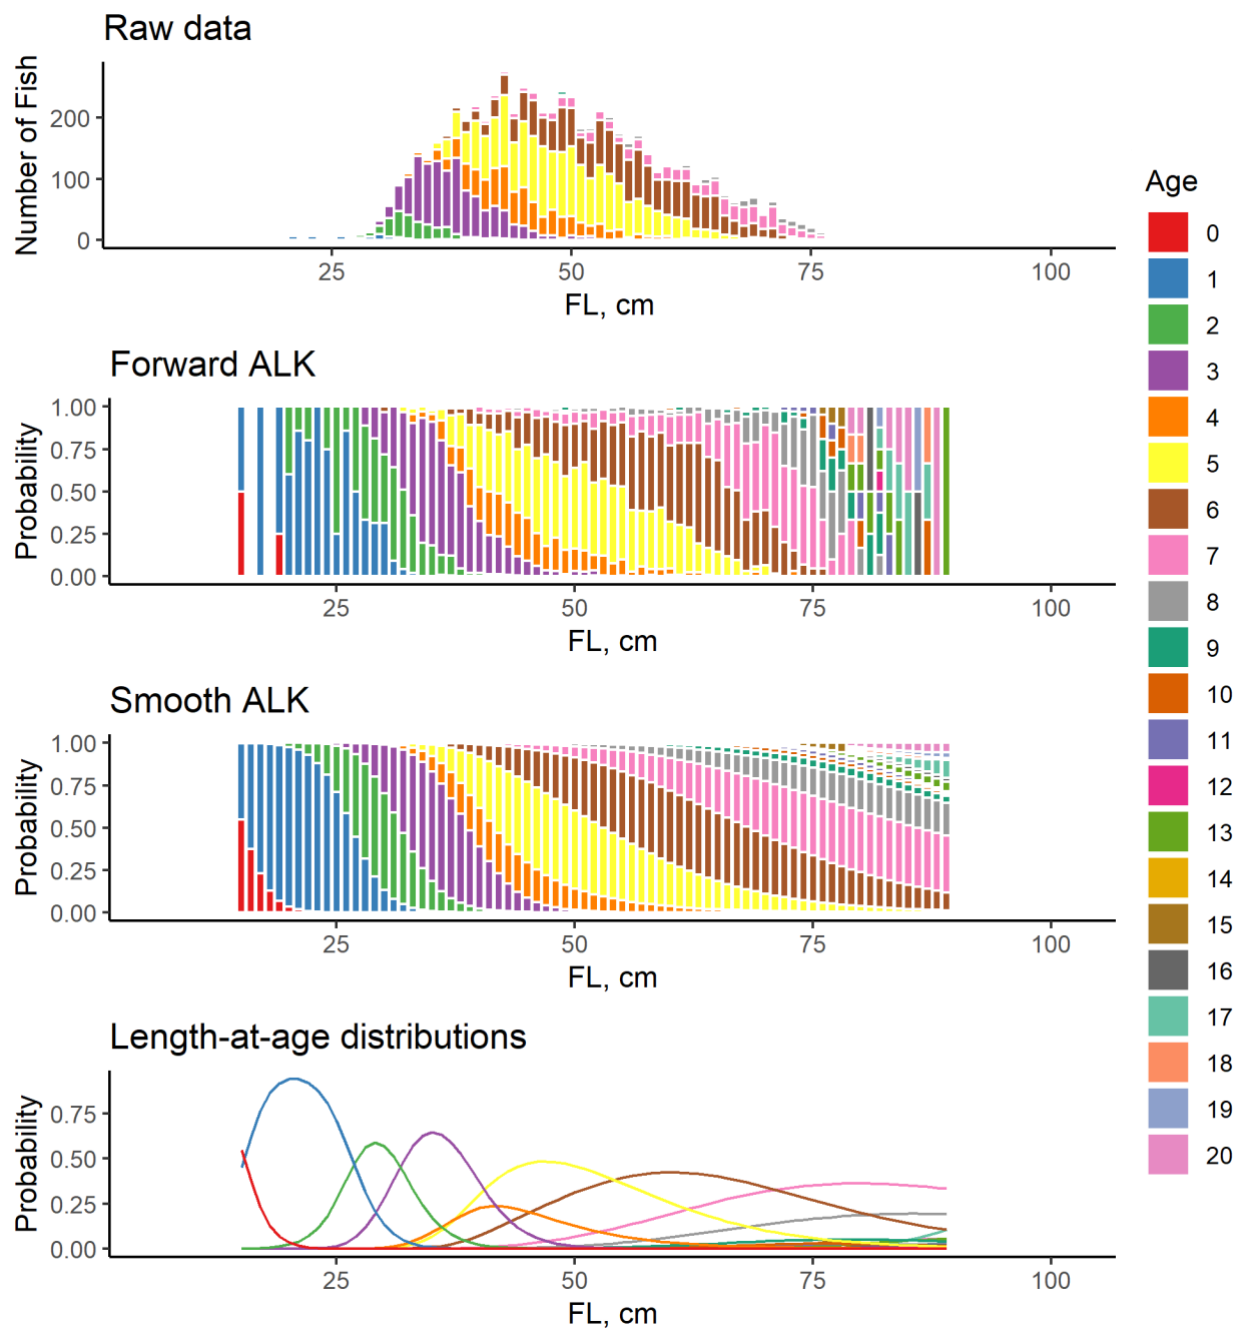 Raw data
Number of Fish
200
100
0
25 50 75 100
FL, cm
Forward ALK
Probability
1.00
0.75
0.50
0.25
0.00
25 50 75 100
FL, cm
Smooth ALK
Probability
1.00
0.75
0.50
0.25
0.00
25 50 75 100
FL, cm
Length-at-age distributions
Probability
0.75
0.50
0.25
0.00
25 50 75 100
FL, cm
Age
0
1
2
3
4
5
6
7
8
9
10
11
12
13
14
15
16
17
18
19
20